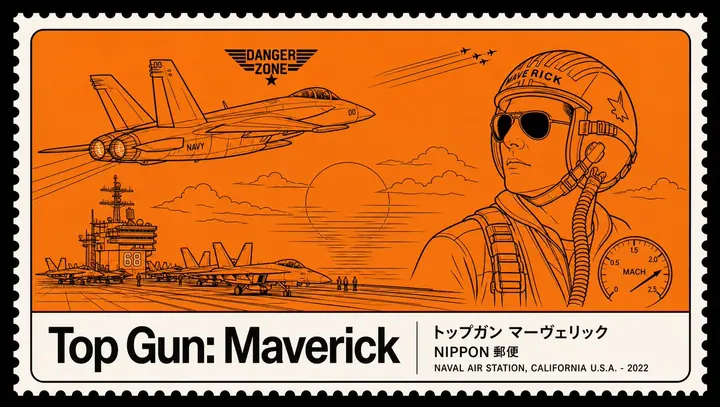 DANGER
ZONE
MAVERICK
00
00
NAVY
68
1.5
2.0
1.0
MACH
0
2.5
Top Gun: Maverick
トップガン マーヴェリック
NIPPON 郵便
NAVAL AIR STATION, CALIFORNIA U.S.A. - 2022